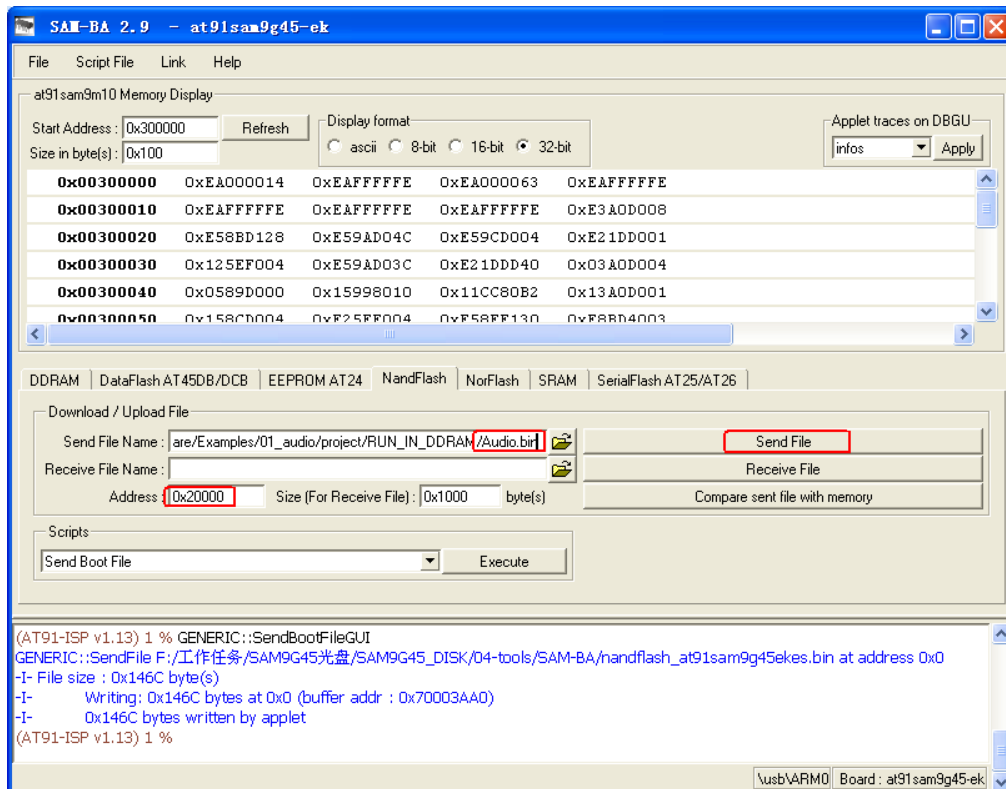 SAM-BA 2.9 - at91sam9g45-ek
File Script File Link Help
at91sam9m10 Memory Display
Start Address : 0x300000 Refresh
Size in byte(s) : 0x100
Display format
ascii 8-bit 16-bit 32-bit
Applet traces on DBGU
infos Apply
0x00300000 0xEA000014 0xEAFFFFFE 0xEA000063 0xEAFFFFFE
0x00300010 0xEAFFFFFE 0xEAFFFFFE 0xEAFFFFFE 0xE3A0D008
0x00300020 0xE58BD128 0xE59AD04C 0xE59CD004 0xE21DD001
0x00300030 0x125EF004 0xE59AD03C 0xE21DDD40 0x03A0D004
0x00300040 0x0589D000 0x15998010 0x11CC80B2 0x13A0D001
0x00300050 0x158CD004 0xE25EF004 0xE58EE130 0xE8BD4003
DDRAM DataFlash AT45DB/DCB EEPROM AT24 NandFlash NorFlash SRAM SerialFlash AT25/AT26
Download / Upload File
Send File Name : are/Examples/01_audio/project/RUN_IN_DDRAM/Audio.bin Send File
Receive File Name : Receive File
Address : 0x20000 Size (For Receive File) : 0x1000 byte(s) Compare sent file with memory
Scripts
Send Boot File Execute
(AT91-ISP v1.13) 1 % GENERIC::SendBootFileGUI
GENERIC::SendFile F:/工作任务/SAM9G45光盘/SAM9G45_DISK/04-tools/SAM-BA/nandflash_at91sam9g45ekes.bin at address 0x0
-I- File size : 0x146C byte(s)
-I- Writing: 0x146C bytes at 0x0 (buffer addr : 0x70003AA0)
-I- 0x146C bytes written by applet
(AT91-ISP v1.13) 1 %
\usb\ARM0 Board : at91sam9g45-ek